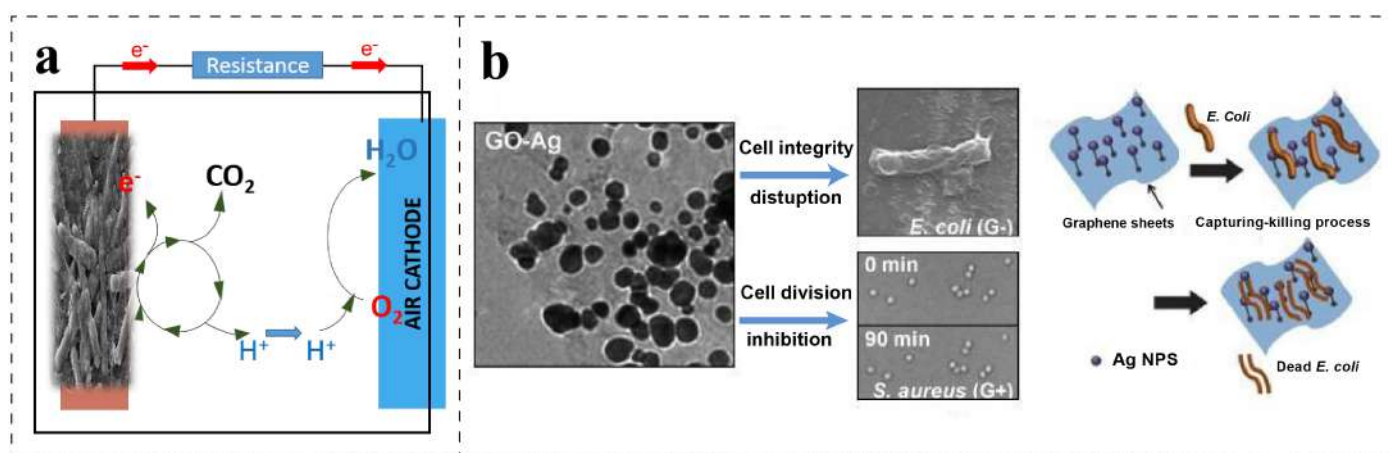 a
e-
Resistance
e-
e-
CO2
H2O
AIR CATHODE
O2
H+
H+
b
GO-Ag
Cell integrity
distuption
E. coli (G-)
Cell division
inhibition
0 min
90 min
S. aureus (G+)
E. Coli
Graphene sheets
Capturing-killing process
Ag NPS
Dead E. coli